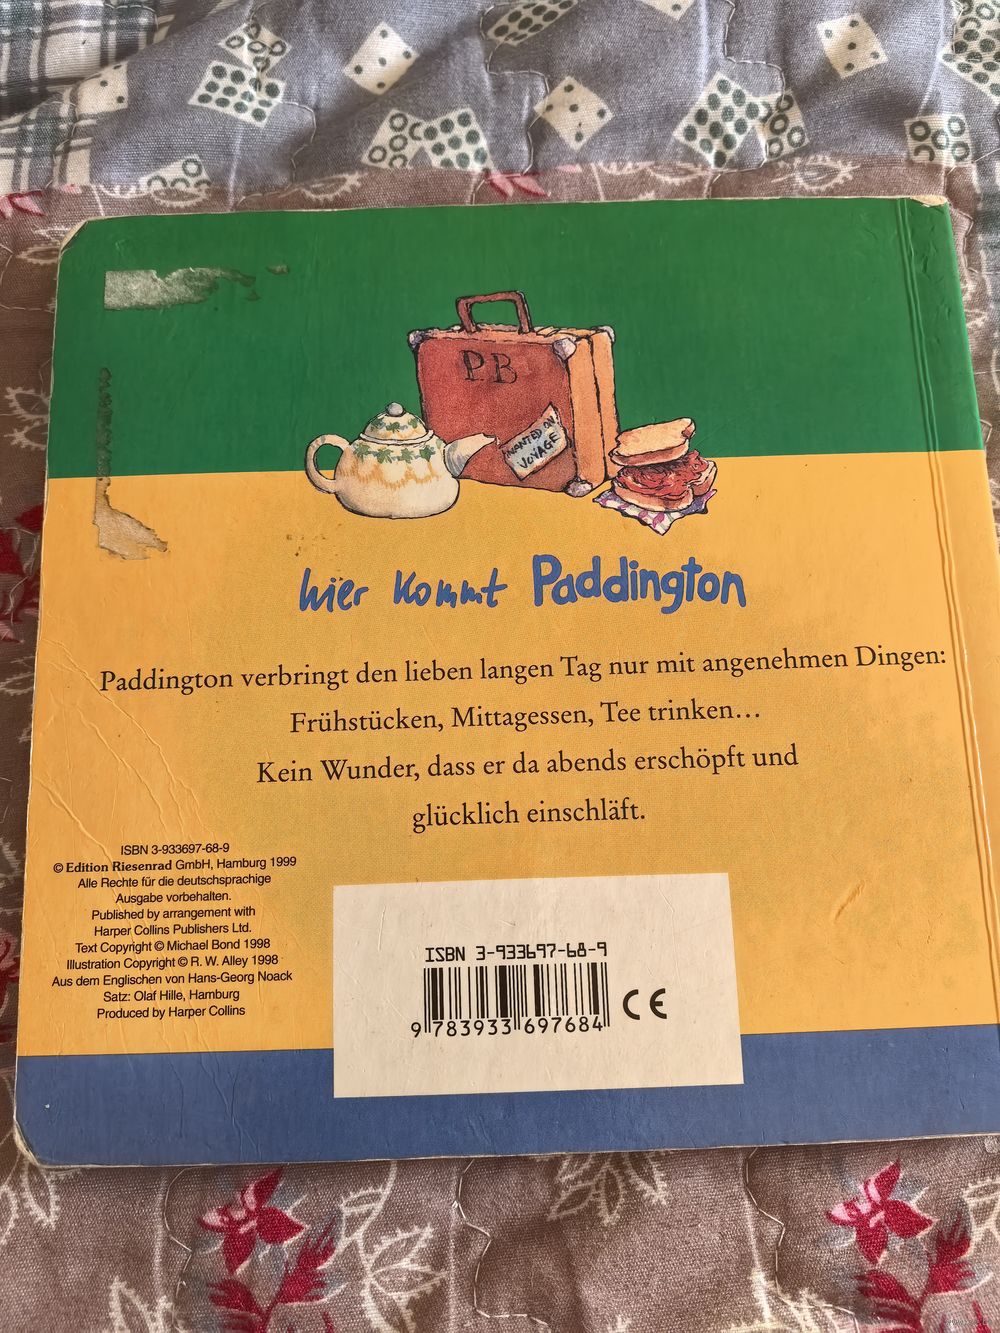 PB
WANTED ON
VOYAGE
hier kommt Paddington
Paddington verbringt den lieben langen Tag nur mit angenehmen Dingen:
Frühstücken, Mittagessen, Tee trinken...
Kein Wunder, dass er da abends erschöpft und
glücklich einschläft.
ISBN 3-933697-68-9
© Edition Riesenrad GmbH, Hamburg 1999
Alle Rechte für die deutschsprachige
Ausgabe vorbehalten.
Published by arrangement with
Harper Collins Publishers Ltd.
Text Copyright © Michael Bond 1998
Illustration Copyright © R. W. Alley 1998
Aus dem Englischen von Hans-Georg Noack
Satz: Olaf Hille, Hamburg
Produced by Harper Collins
ISBN 3-933697-68-9
9 783933 697684
CE